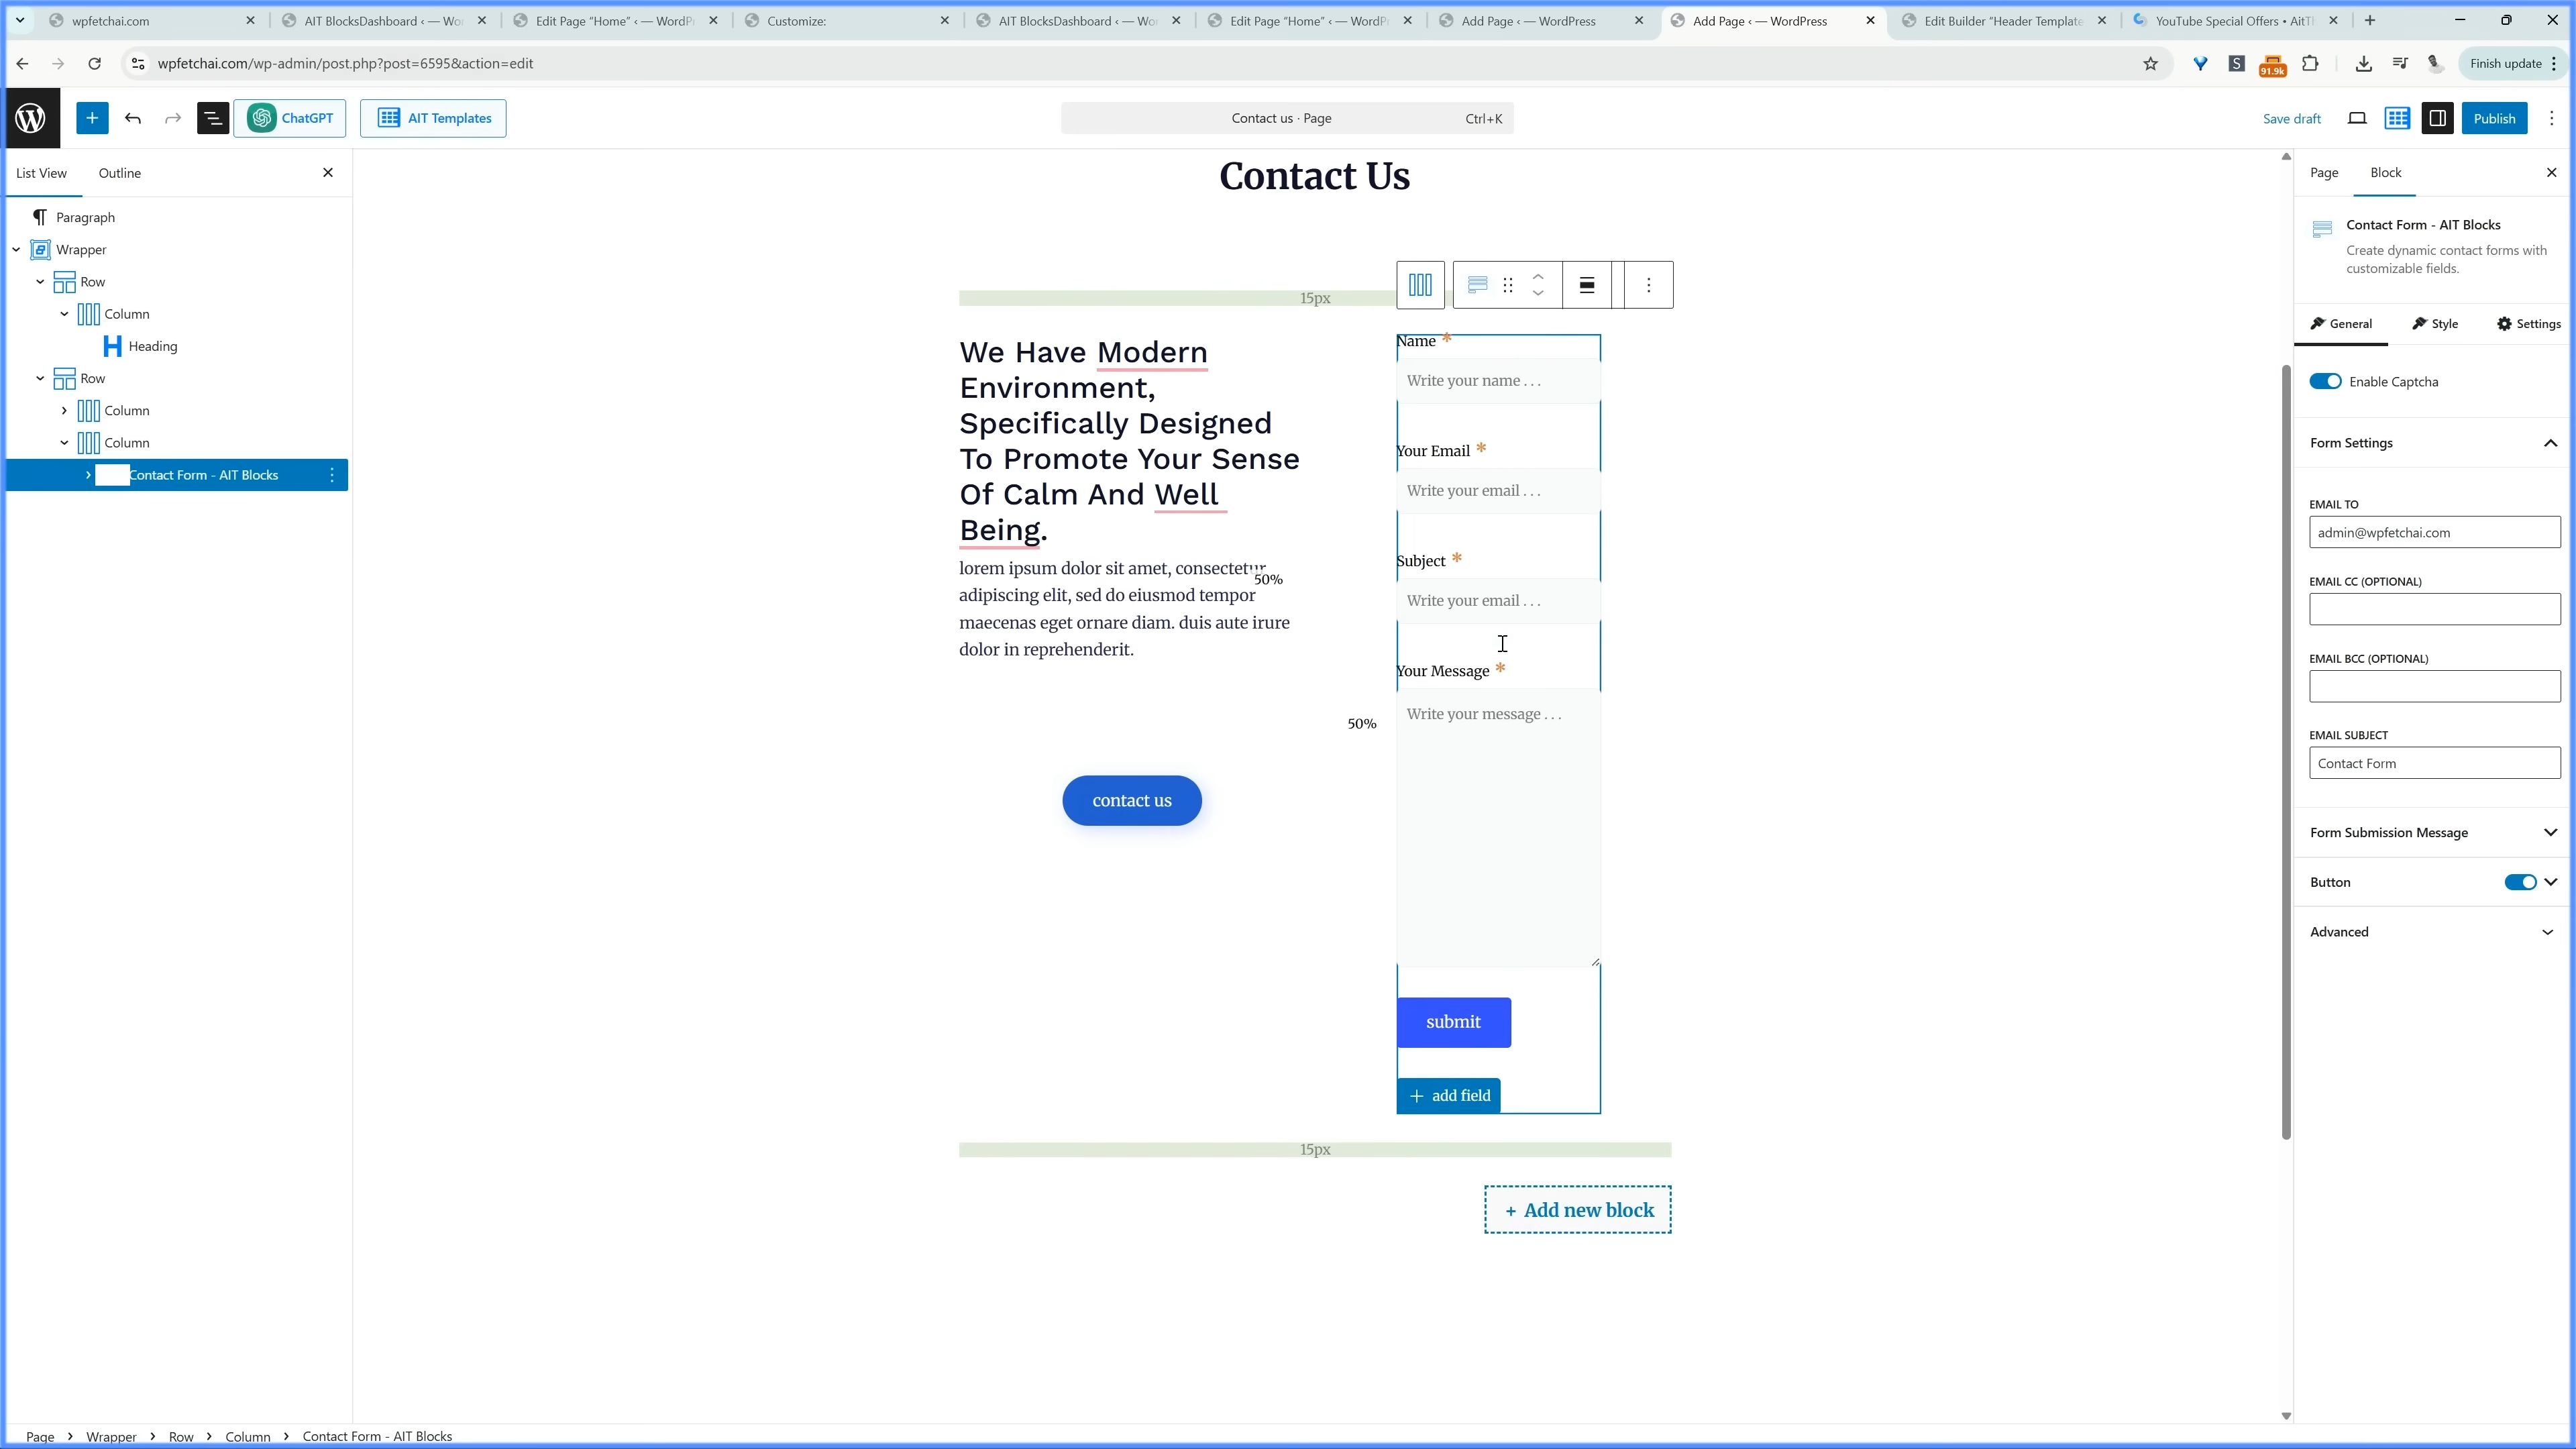 wpfetchai.com
AIT BlocksDashboard ‹ — Wor
Edit Page “Home” ‹ — WordPr
Customize:
AIT BlocksDashboard ‹ — Wor
Edit Page “Home” ‹ — WordPr
Add Page ‹ — WordPress
Add Page ‹ — WordPress
Edit Builder “Header Template
YouTube Special Offers • AitTh
wpfetchai.com/wp-admin/post.php?post=6595&action=edit
S
91.9k
Finish update
ChatGPT
AIT Templates
Contact us · Page
Ctrl+K
Save draft
Publish
List View
Outline
Paragraph
Wrapper
Row
Column
Heading
Row
Column
Column
Contact Form - AIT Blocks
Contact Us
15px
We Have Modern
Environment,
Specifically Designed
To Promote Your Sense
Of Calm And Well
Being.
lorem ipsum dolor sit amet, consectetur
adipiscing elit, sed do eiusmod tempor
maecenas eget ornare diam. duis aute irure
dolor in reprehenderit.
50%
50%
contact us
Name *
Write your name . . .
Your Email *
Write your email . . .
Subject *
Write your email . . .
Your Message *
Write your message . . .
submit
+ add field
15px
+ Add new block
Page
Block
Contact Form - AIT Blocks
Create dynamic contact forms with
customizable fields.
General
Style
Settings
Enable Captcha
Form Settings
EMAIL TO
admin@wpfetchai.com
EMAIL CC (OPTIONAL)
EMAIL BCC (OPTIONAL)
EMAIL SUBJECT
Contact Form
Form Submission Message
Button
Advanced
Page › Wrapper › Row › Column › Contact Form - AIT Blocks